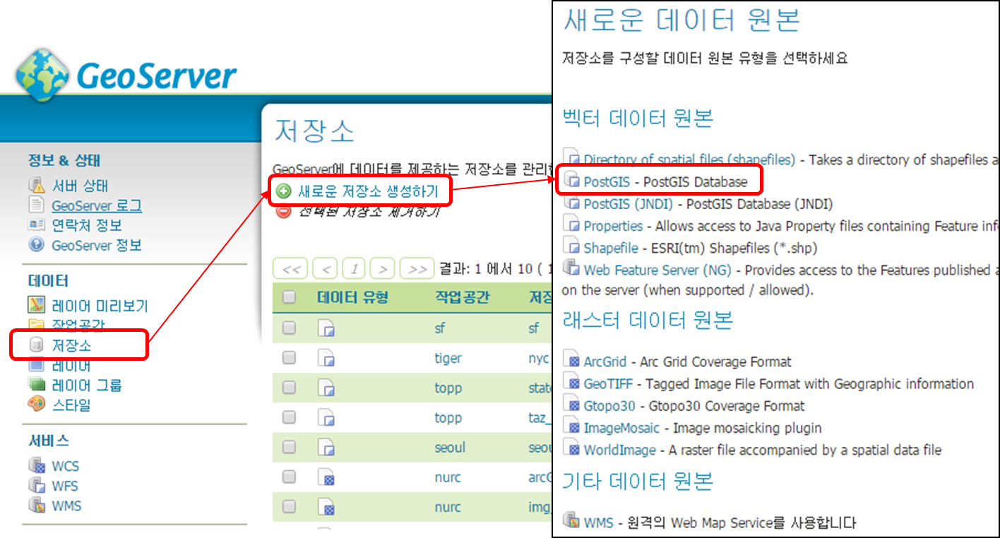 GeoServer
정보 & 상태
서버 상태
GeoServer 로그
연락처 정보
GeoServer 정보
데이터
레이어 미리보기
작업공간
저장소
레이어
레이어 그룹
스타일
서비스
WCS
WFS
WMS
저장소
GeoServer에 데이터를 제공하는 저장소를 관리
새로운 저장소 생성하기
선택된 저장소 제거하기
<< < 1 > >> 결과: 1 에서 10 ( 1
데이터 유형 작업공간 저장
sf sf
tiger nyc
topp state
topp taz_
seoul seou
nurc arcG
nurc img_
새로운 데이터 원본
저장소를 구성할 데이터 원본 유형을 선택하세요
벡터 데이터 원본
Directory of spatial files (shapefiles) - Takes a directory of shapefiles a
PostGIS - PostGIS Database
PostGIS (JNDI) - PostGIS Database (JNDI)
Properties - Allows access to Java Property files containing Feature inf
Shapefile - ESRI(tm) Shapefiles (*.shp)
Web Feature Server (NG) - Provides access to the Features published a
on the server (when supported / allowed).
래스터 데이터 원본
ArcGrid - Arc Grid Coverage Format
GeoTIFF - Tagged Image File Format with Geographic information
Gtopo30 - Gtopo30 Coverage Format
ImageMosaic - Image mosaicking plugin
WorldImage - A raster file accompanied by a spatial data file
기타 데이터 원본
WMS - 원격의 Web Map Service를 사용합니다